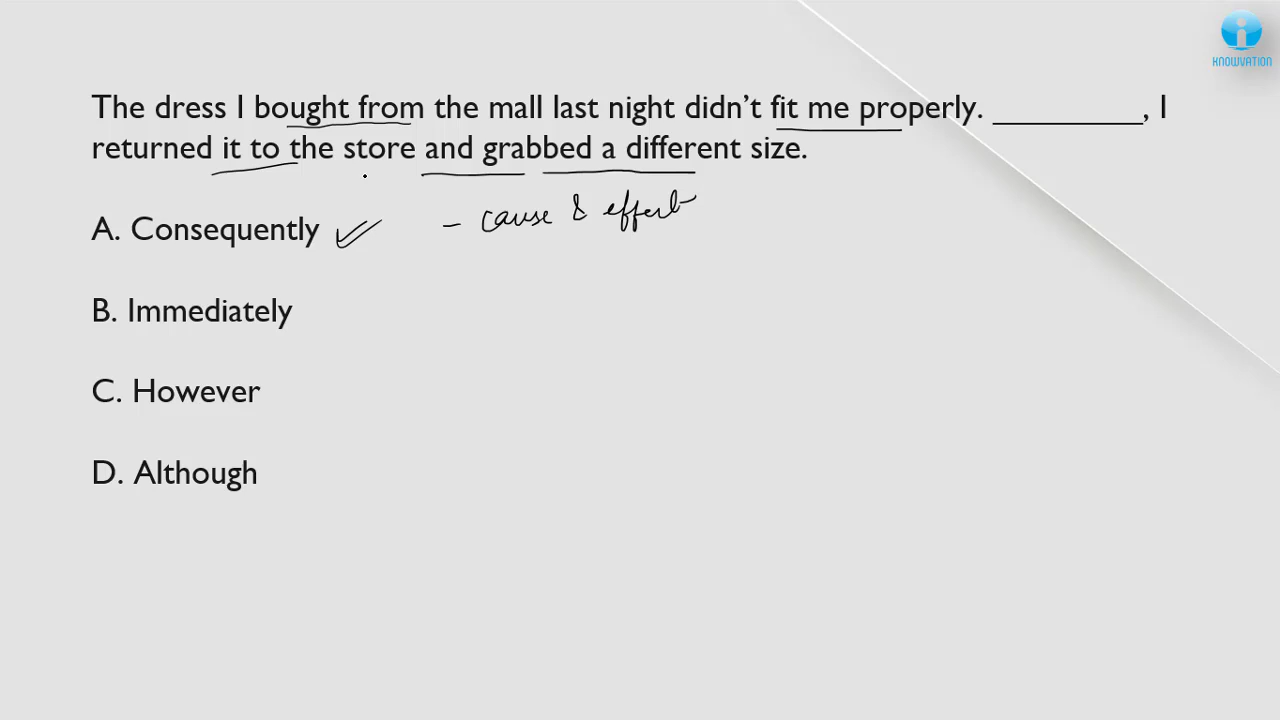 KNOWVATION
The dress I bought from the mall last night didn’t fit me properly. _________, I
returned it to the store and grabbed a different size.
A. Consequently
– cause & effect
B. Immediately
C. However
D. Although